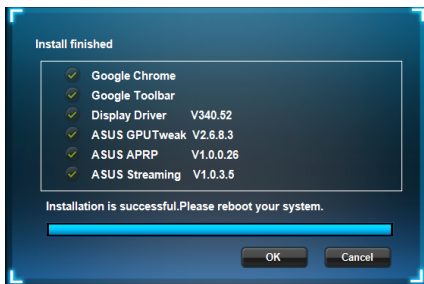 Install finished
Google Chrome
Google Toolbar
Display Driver V340.52
ASUS GPUTweak V2.6.8.3
ASUS APRP V1.0.0.26
ASUS Streaming V1.0.3.5
Installation is successful.Please reboot your system.
OK Cancel